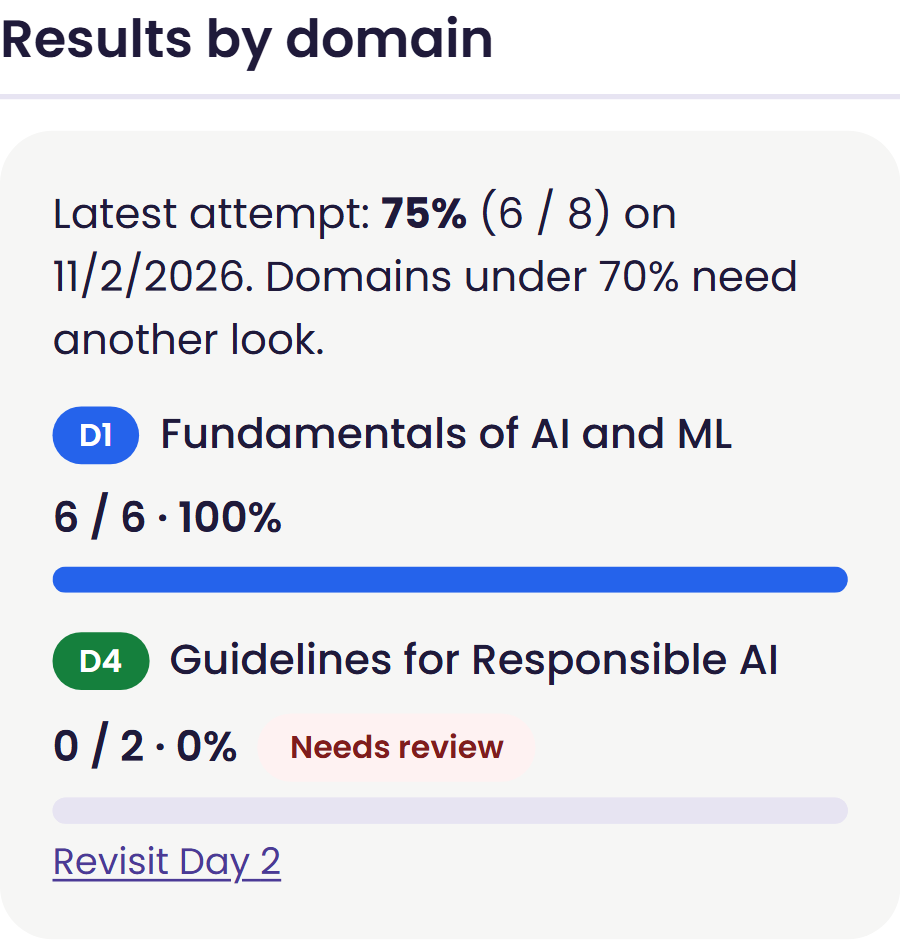 Results by domain
Latest attempt: 75% (6 / 8) on
11/2/2026. Domains under 70% need
another look.
D1 Fundamentals of AI and ML
6 / 6 · 100%
D4 Guidelines for Responsible AI
0 / 2 · 0% Needs review
Revisit Day 2